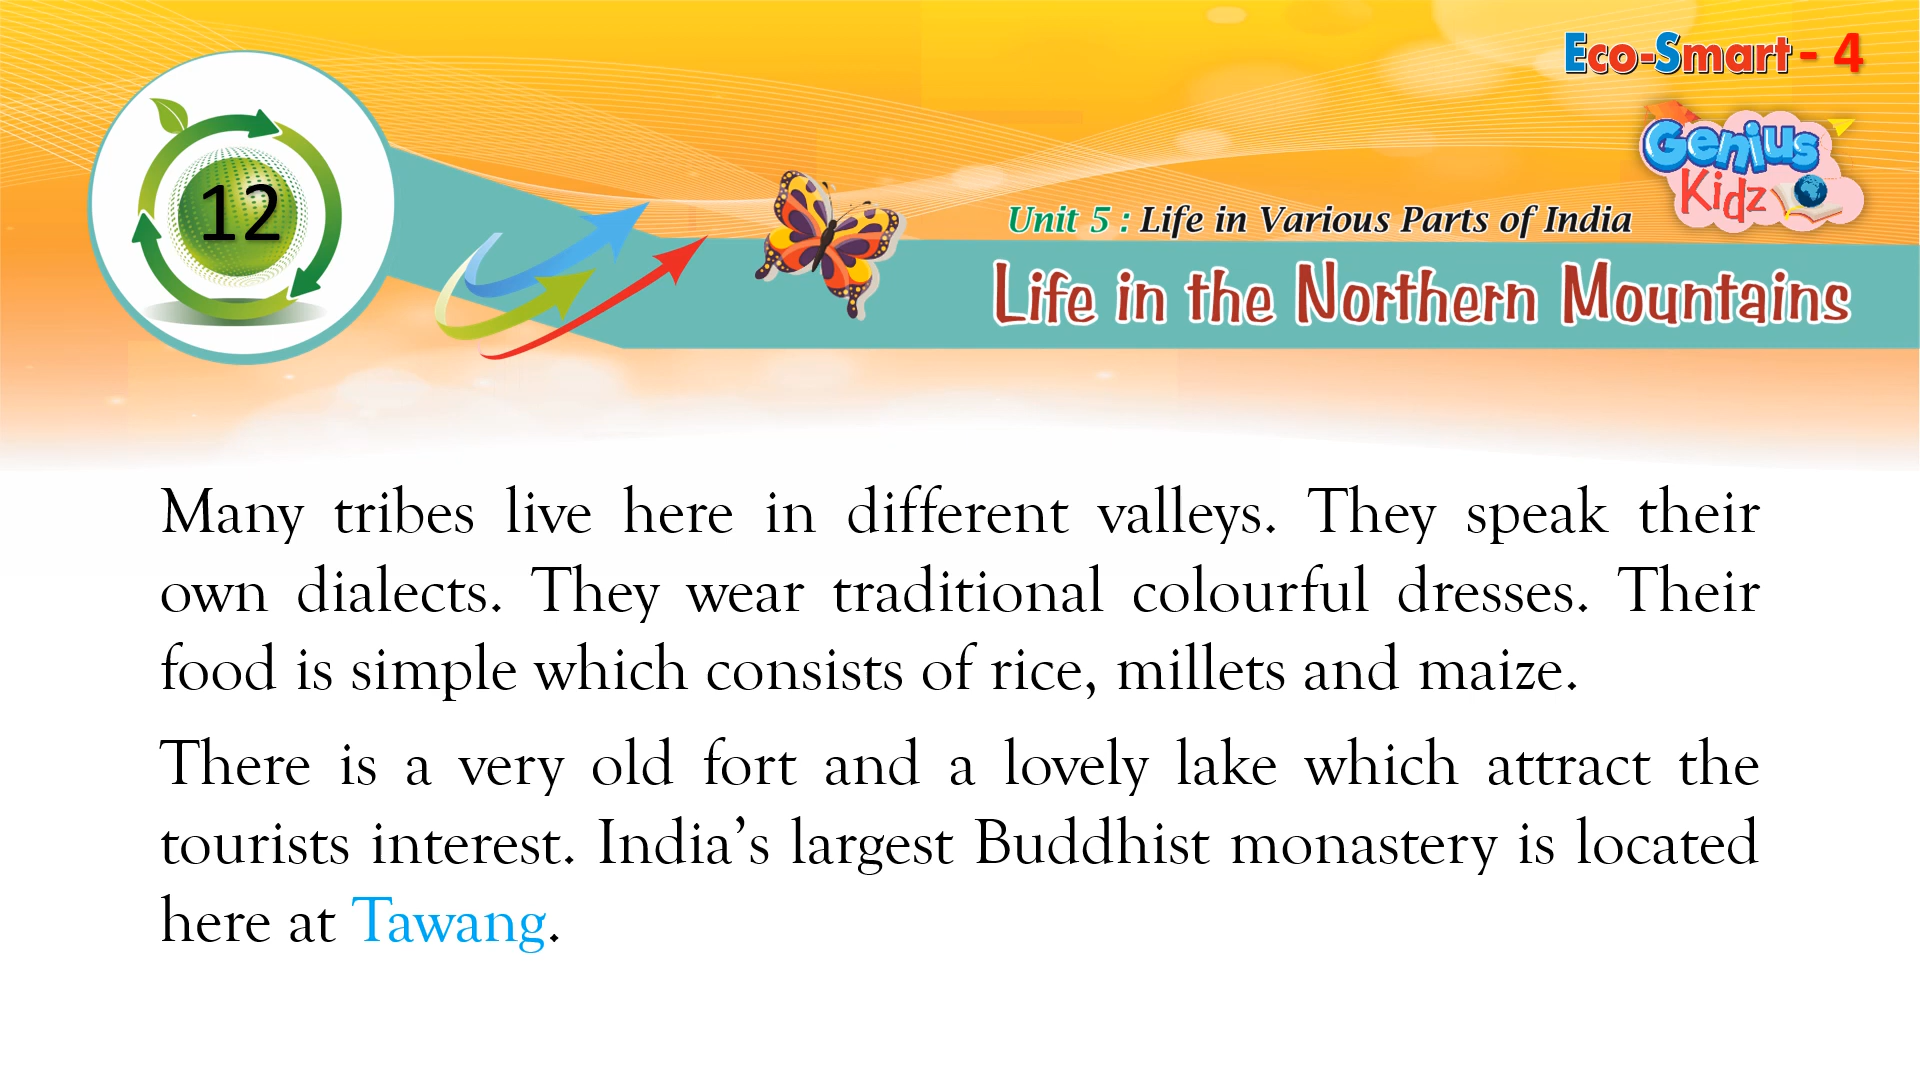 Eco-Smart - 4
Genius
Kidz
12
Unit 5 : Life in Various Parts of India
Life in the Northern Mountains
Many tribes live here in different valleys. They speak their
own dialects. They wear traditional colourful dresses. Their
food is simple which consists of rice, millets and maize.
There is a very old fort and a lovely lake which attract the
tourists interest. India’s largest Buddhist monastery is located
here at Tawang.